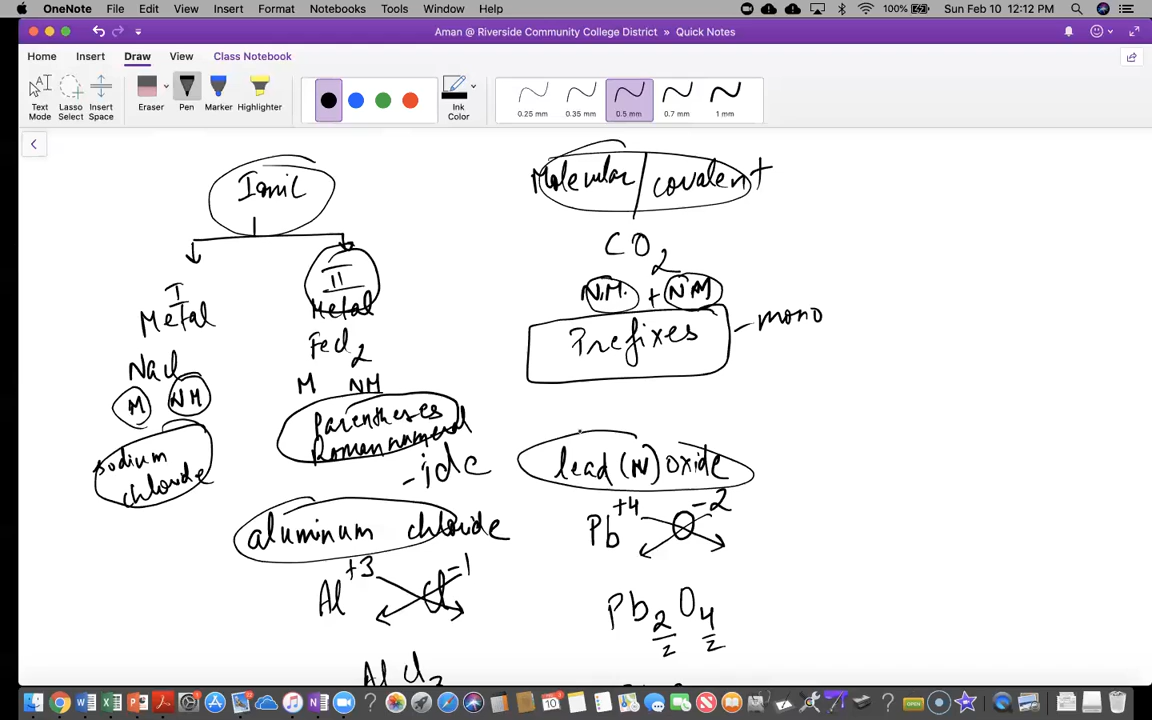 OneNote File Edit View Insert Format Notebooks Tools Window Help 100% Sun Feb 10 12:12 PM
Aman @ Riverside Community College District » Quick Notes
Home Insert Draw View Class Notebook
Text Mode Lasso Select Insert Space Eraser Pen Marker Highlighter Ink Color 0.25 mm 0.35 mm 0.5 mm 0.7 mm 1 mm
Ionic
I
Metal
NaCl
M NM
sodium
chloride
II
Metal
FeCl2
M NM
parentheses
Roman numeral
-ide
aluminum chloride
Al+3 Cl-1
AlCl3
Molecular/covalent
CO2
N.M. + NM
Prefixes - mono
lead (IV) oxide
Pb+4 O-2
Pb2O4
2 2
10
OPEN